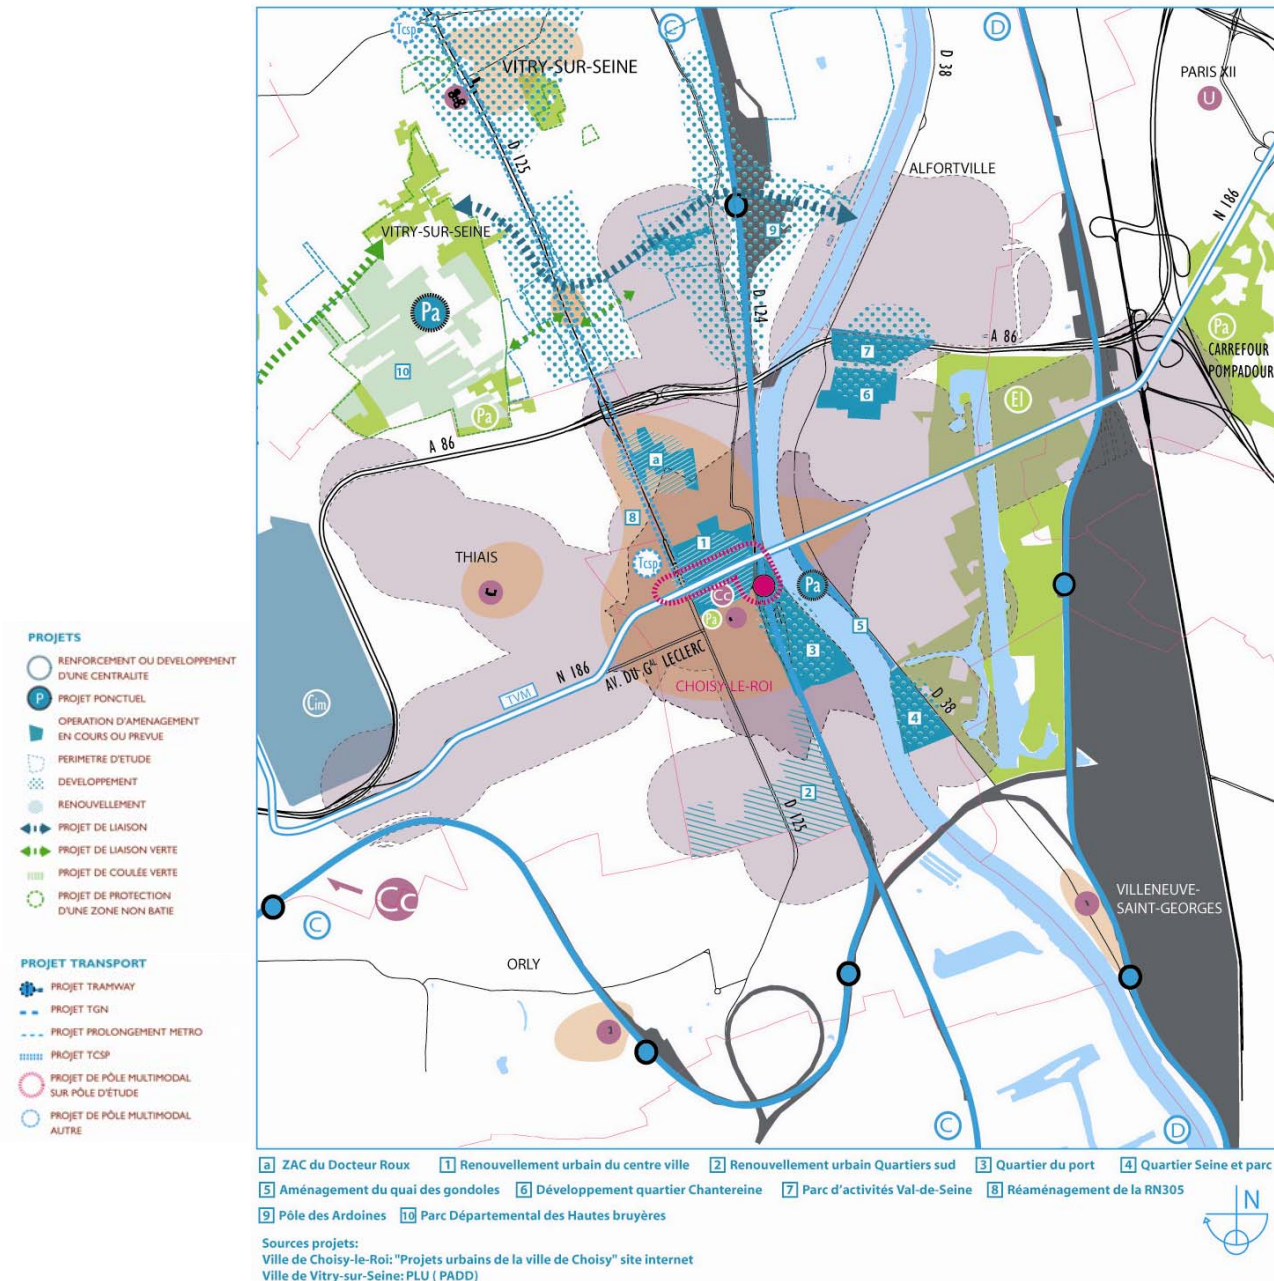 Tcsp
C
D
D 38
VITRY-SUR-SEINE
PARIS XII
U
D 125
ALFORTVILLE
N 186
VITRY-SUR-SEINE
9
Pa
D 124
Pa
7
A 86
CARREFOUR
POMPADOUR
10
6
EI
Pa
A 86
a
8
THIAIS
1
Tcsp
Cc
Pa
Pa
5
N 186
AV. DU GAL LECLERC
3
Cim
TVM
CHOISY-LE-ROI
D 38
4
2
D 125
Cc
C
VILLENEUVE-
SAINT-GEORGES
ORLY
C
D
PROJETS
RENFORCEMENT OU DEVELOPPEMENT
D'UNE CENTRALITE
P PROJET PONCTUEL
OPERATION D'AMENAGEMENT
EN COURS OU PREVUE
PERIMETRE D'ETUDE
DEVELOPPEMENT
RENOUVELLEMENT
PROJET DE LIAISON
PROJET DE LIAISON VERTE
PROJET DE COULÉE VERTE
PROJET DE PROTECTION
D'UNE ZONE NON BATIE
PROJET TRANSPORT
PROJET TRAMWAY
PROJET TGN
PROJET PROLONGEMENT METRO
PROJET TCSP
PROJET DE PÔLE MULTIMODAL
SUR PÔLE D'ÉTUDE
PROJET DE PÔLE MULTIMODAL
AUTRE
a ZAC du Docteur Roux 1 Renouvellement urbain du centre ville 2 Renouvellement urbain Quartiers sud 3 Quartier du port 4 Quartier Seine et parc
5 Aménagement du quai des gondoles 6 Développement quartier Chantereine 7 Parc d'activités Val-de-Seine 8 Réaménagement de la RN305
9 Pôle des Ardoines 10 Parc Départemental des Hautes bruyères
N
Sources projets:
Ville de Choisy-le-Roi: "Projets urbains de la ville de Choisy" site internet
Ville de Vitry-sur-Seine: PLU ( PADD)